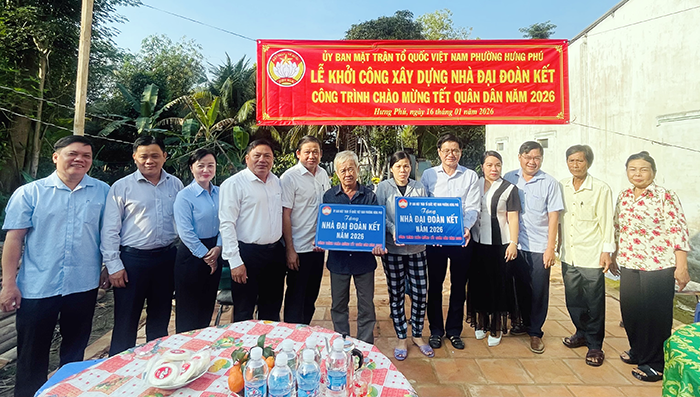 ỦY BAN MẶT TRẬN TỔ QUỐC VIỆT NAM PHƯỜNG HƯNG PHÚ
LỄ KHỞI CÔNG XÂY DỰNG NHÀ ĐẠI ĐOÀN KẾT
CÔNG TRÌNH CHÀO MỪNG TẾT QUÂN DÂN NĂM 2026
Hưng Phú, ngày 16 tháng 01 năm 2026
Tặng
NHÀ ĐẠI ĐOÀN KẾT
NĂM 2026
Tặng
NHÀ ĐẠI ĐOÀN KẾT
NĂM 2026